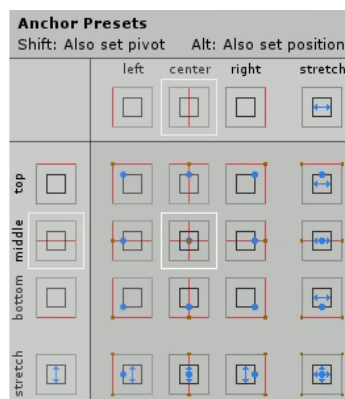 Anchor Presets
Shift: Also set pivot Alt: Also set position
left center right stretch
top
middle
bottom
stretch